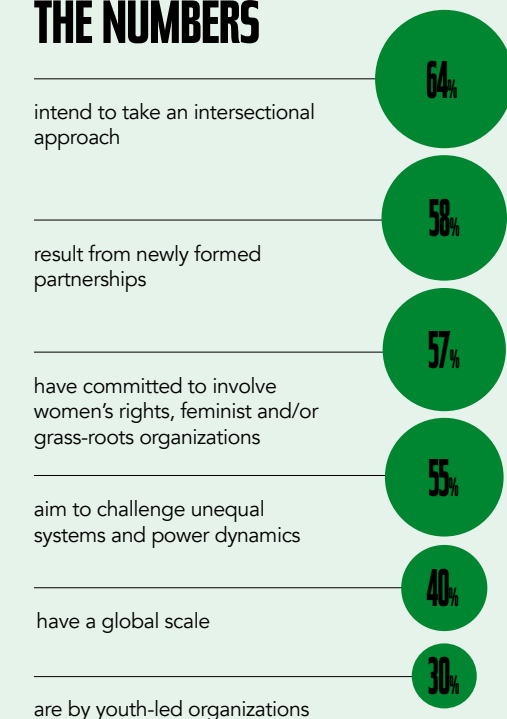 THE NUMBERS
64%
intend to take an intersectional
approach
58%
result from newly formed
partnerships
57%
have committed to involve
women’s rights, feminist and/or
grass-roots organizations
55%
aim to challenge unequal
systems and power dynamics
40%
have a global scale
30%
are by youth-led organizations